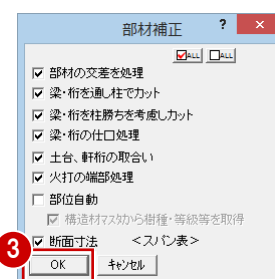 部材補正 ? ×
ALL ALL
部材の交差を処理
梁・桁を通し柱でカット
梁・桁を柱勝ちを考慮しカット
梁・桁の仕口処理
土台、軒桁の取合い
火打の端部処理
部位自動
構造材マスタから樹種・等級等を取得
断面寸法 <スパン表>
3
OK キャンセル